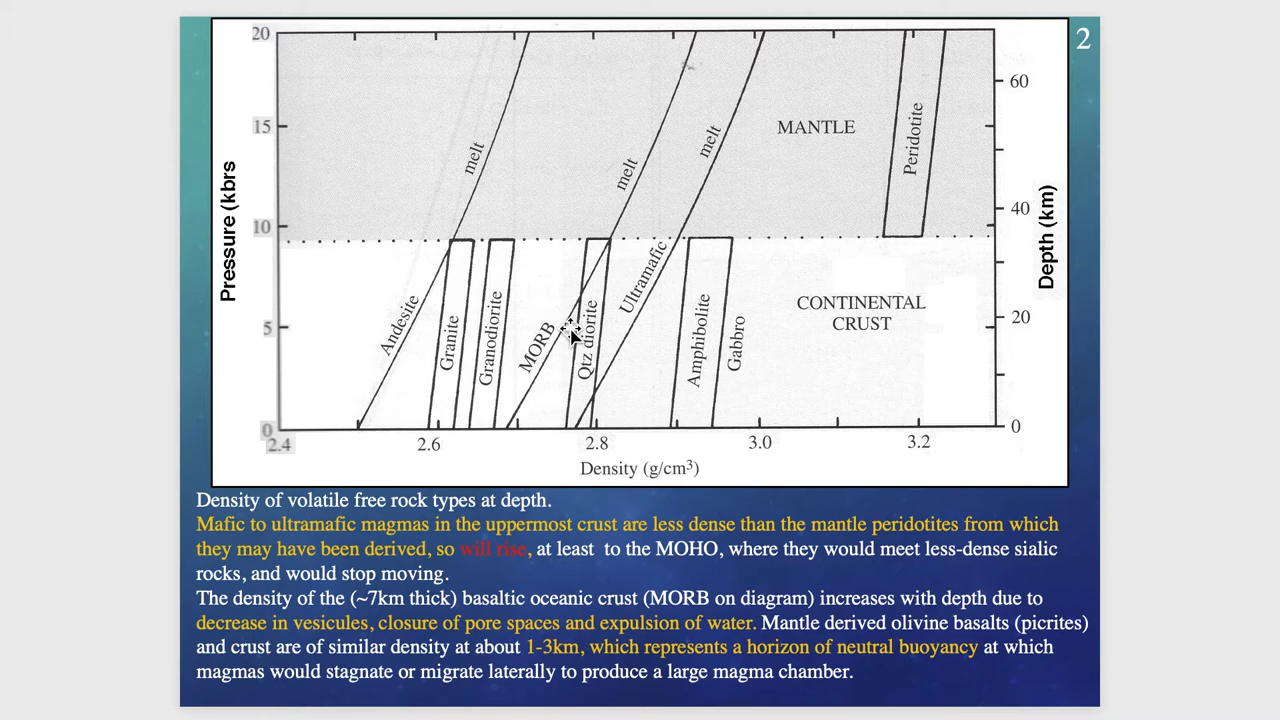 2
20
60
MANTLE
Peridotite
15
melt
melt
melt
Pressure (kbrs
10
40
Depth (km)
Andesite
Granite
Granodiorite
MORB
Qtz diorite
Ultramafic
Amphibolite
Gabbro
CONTINENTAL
CRUST
5
20
0
0
2.4
2.6
2.8
3.0
3.2
Density (g/cm³)
Density of volatile free rock types at depth.
Mafic to ultramafic magmas in the uppermost crust are less dense than the mantle peridotites from which
they may have been derived, so will rise, at least to the MOHO, where they would meet less-dense sialic
rocks, and would stop moving.
The density of the (~7km thick) basaltic oceanic crust (MORB on diagram) increases with depth due to
decrease in vesicules, closure of pore spaces and expulsion of water. Mantle derived olivine basalts (picrites)
and crust are of similar density at about 1-3km, which represents a horizon of neutral buoyancy at which
magmas would stagnate or migrate laterally to produce a large magma chamber.